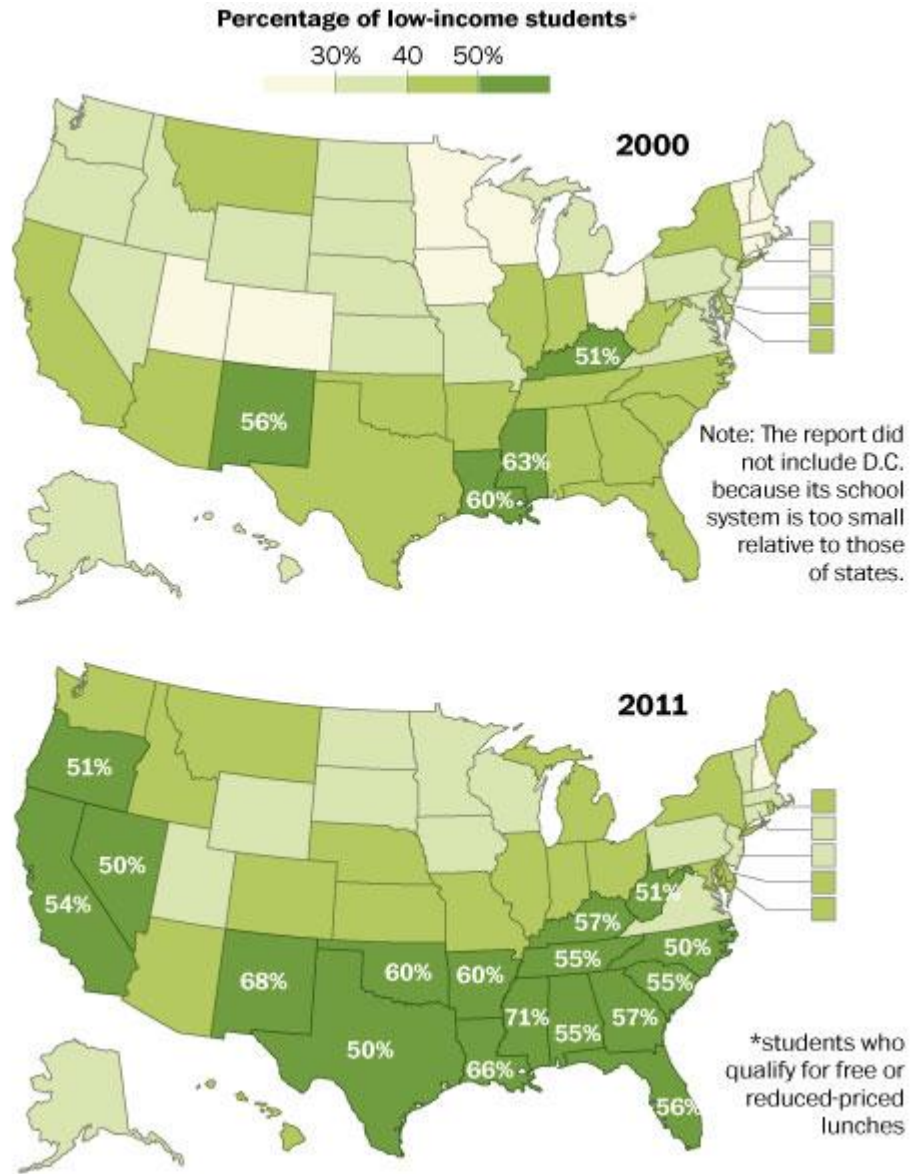 Percentage of low-income students*
30% 40 50%
2000
51%
56%
63%
60%
Note: The report did
not include D.C.
because its school
system is too small
relative to those
of states.
2011
51%
50%
54%
51%
57%
50%
55%
68%
60%
60%
55%
71%
55%
57%
50%
66%
56%
*students who
qualify for free or
reduced-priced
lunches